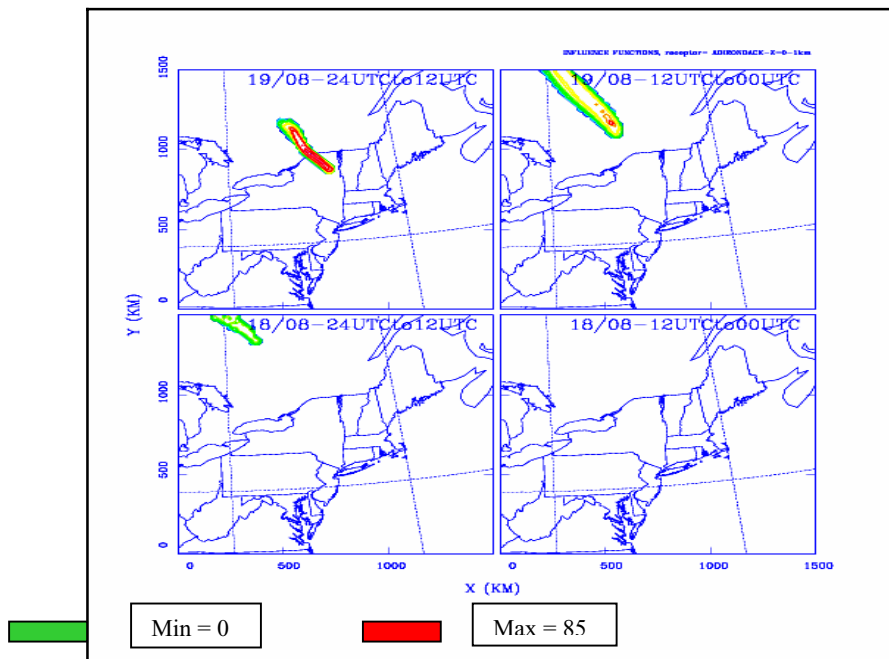 INFLUENCE FUNCTIONS, receptor- ADIRONDACK-Z-0-1km
1500
19/08-24UTCto12UTC
19/08-12UTCto00UTC
1000
500
0
Y (KM)
18/08-24UTCto12UTC
18/08-12UTCto00UTC
1000
500
0
0
500
1000
0
500
1000
1500
X (KM)
Min = 0
Max = 85